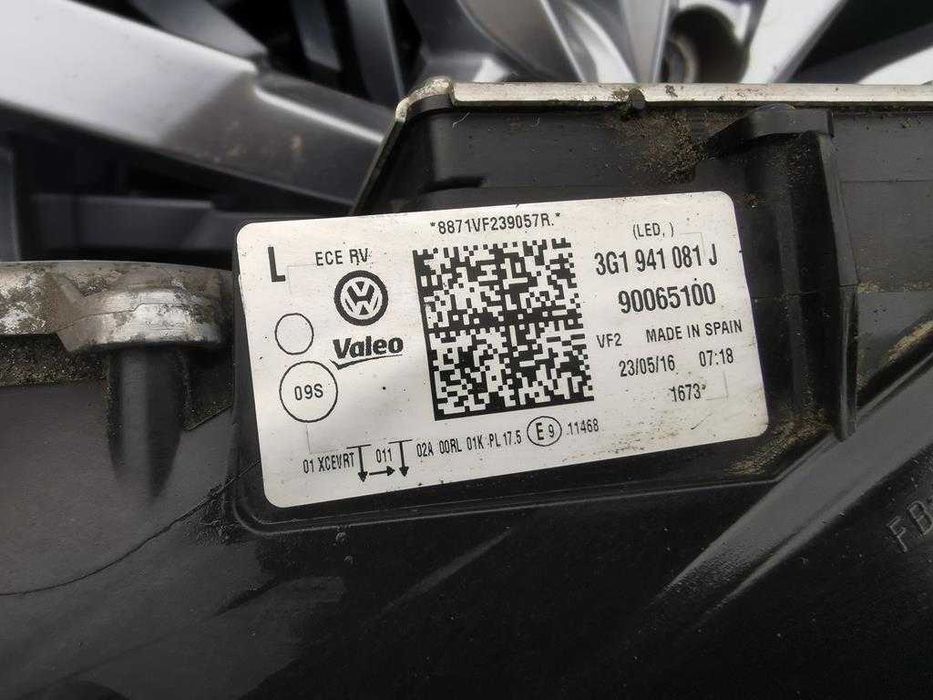 *8871VF239057R.*
L ECE RV
(LED, )
3G1 941 081 J
90065100
Valeo
VF2 MADE IN SPAIN
23/05/16 07:18
09S
1673*
01 XCEVRT 011 02A 00RL 01K PL 17.5 E9 11468
FB